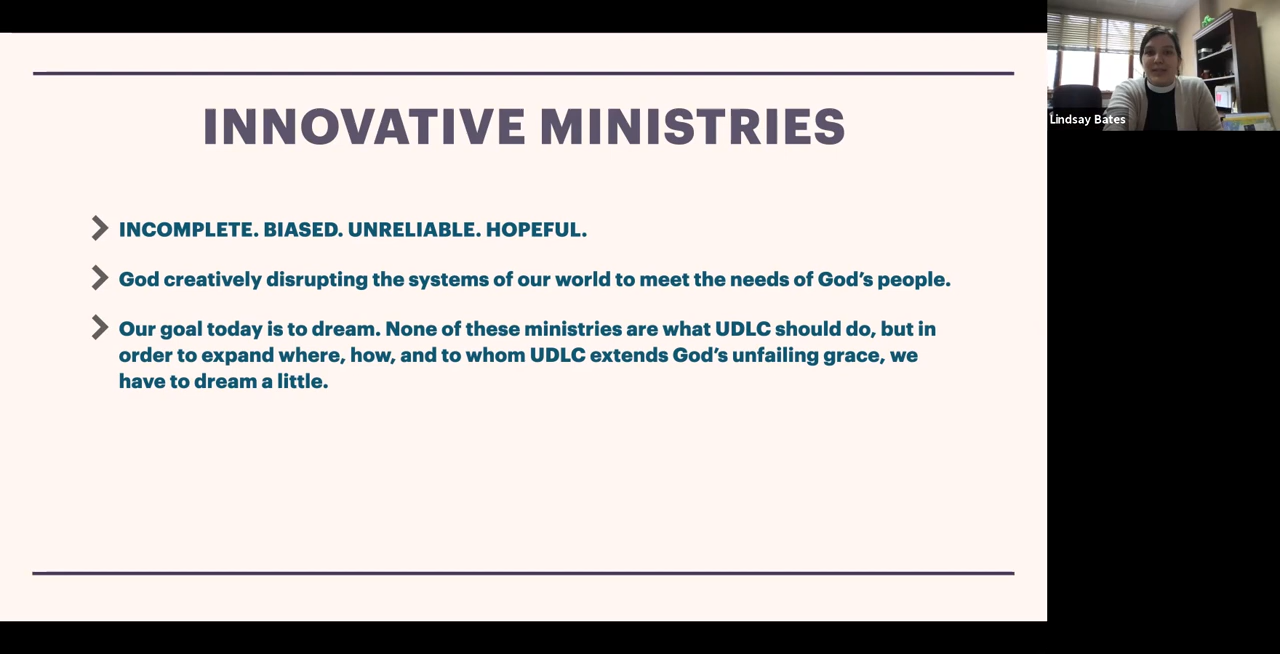 INNOVATIVE MINISTRIES
INCOMPLETE. BIASED. UNRELIABLE. HOPEFUL.
God creatively disrupting the systems of our world to meet the needs of God’s people.
Our goal today is to dream. None of these ministries are what UDLC should do, but in
order to expand where, how, and to whom UDLC extends God’s unfailing grace, we
have to dream a little.
Lindsay Bates